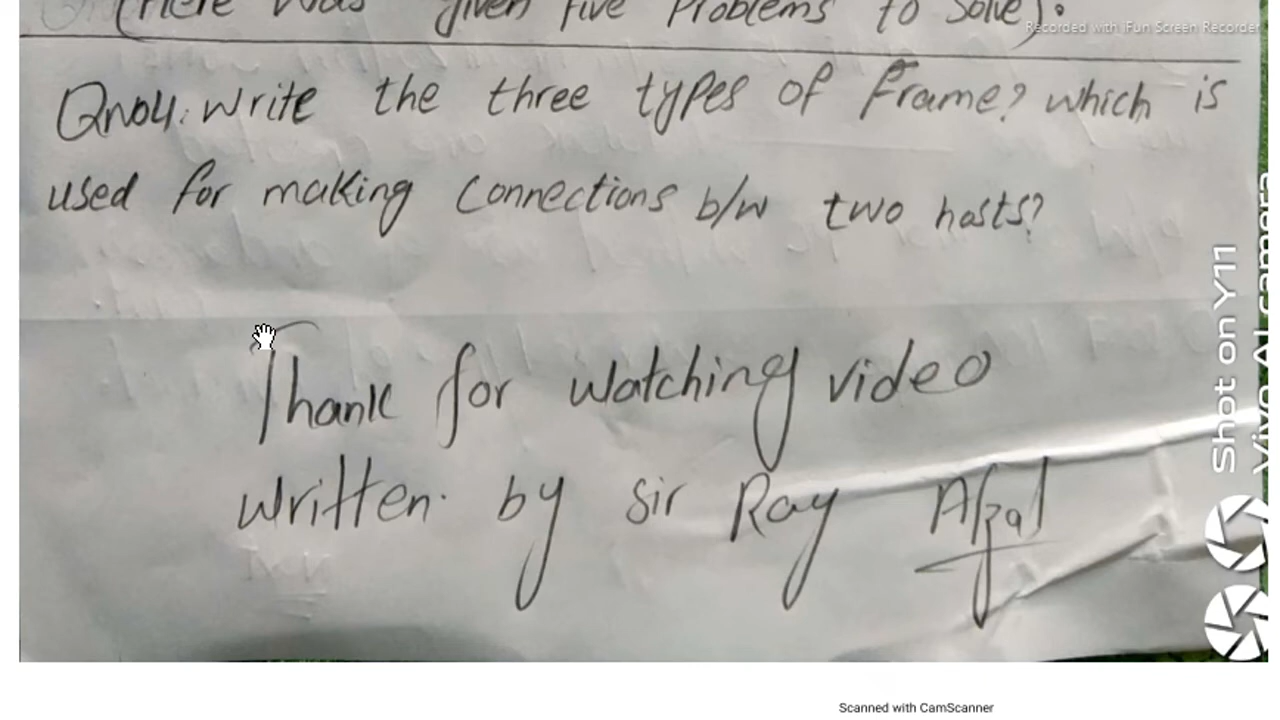 (Here was given five Problems to Solve).
Recorded with iFun Screen Recorder
Qno4: Write the three types of Frame? which is
used for making Connections b/w two hosts?
Thank for watching video
written by Sir Ray Afzal
Shot on Y11
Vivo AI camera
Scanned with CamScanner